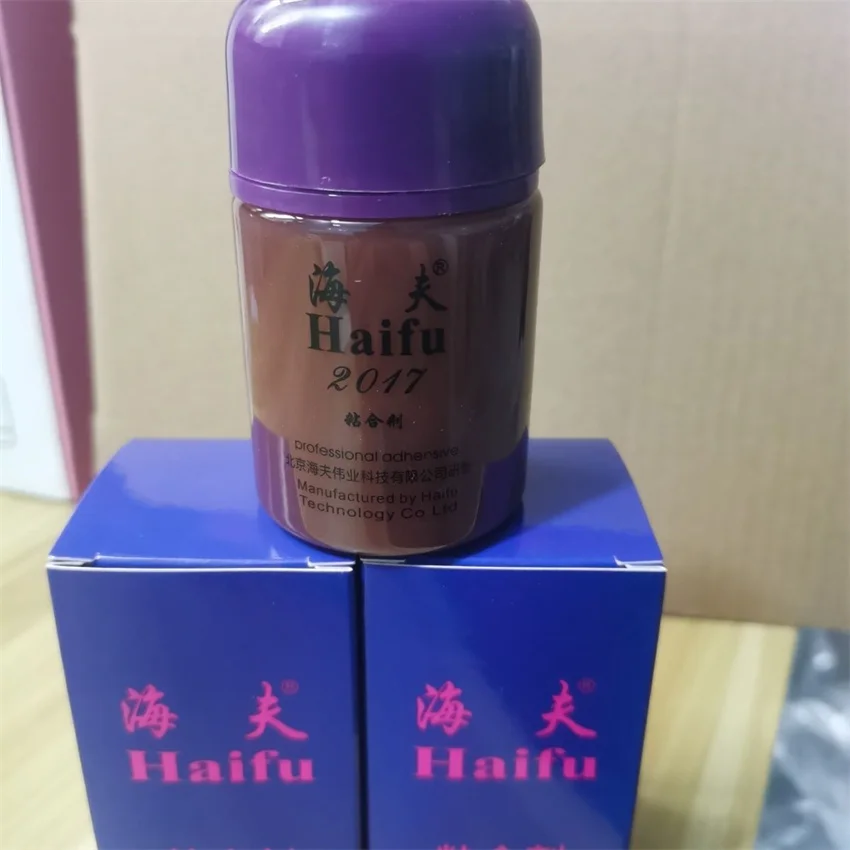 海夫®
Haifu
2017
粘合剂
professional adhensive
北京海夫伟业科技有限公司研制
Manufactured by Haifu
Technology Co Ltd
海夫®
Haifu
海夫®
Haifu